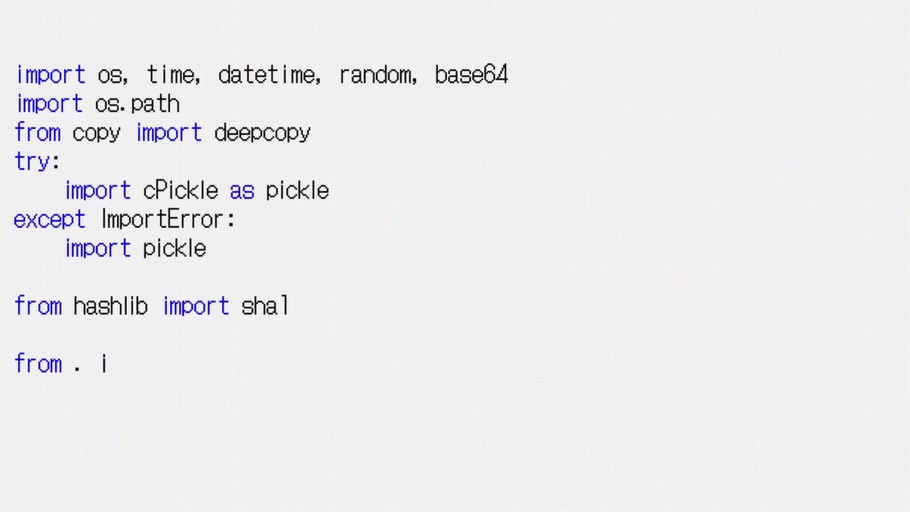 import os, time, datetime, random, base64
import os.path
from copy import deepcopy
try:
    import cPickle as pickle
except ImportError:
    import pickle

from hashlib import sha1

from . i